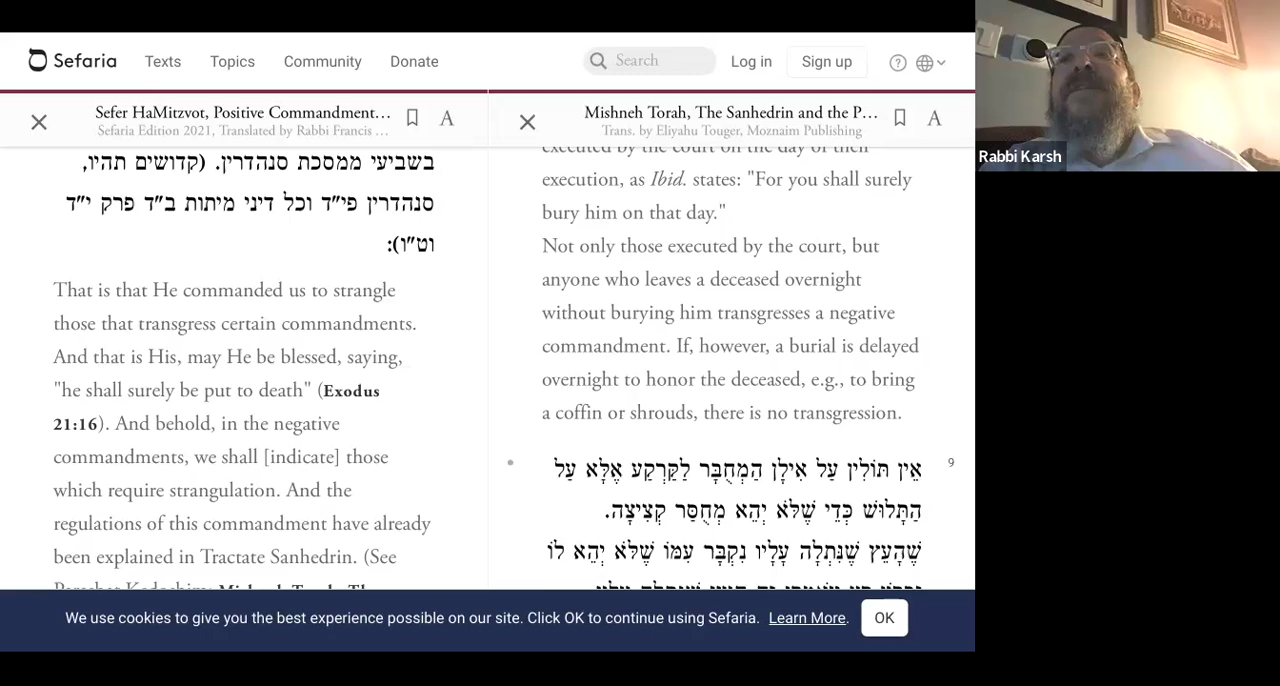 Sefaria Texts Topics Community Donate Search Log in Sign up
Sefer HaMitzvot, Positive Commandment…
Sefaria Edition 2021, Translated by Rabbi Francis …
בשביעי ממסכת סנהדרין. (קדושים תהיו,
סנהדרין פי"ד וכל דיני מיתות ב"ד פרק י"ד
וט"ו):
That is that He commanded us to strangle
those that transgress certain commandments.
And that is His, may He be blessed, saying,
"he shall surely be put to death" (Exodus
21:16). And behold, in the negative
commandments, we shall [indicate] those
which require strangulation. And the
regulations of this commandment have already
been explained in Tractate Sanhedrin. (See
Mishneh Torah, The Sanhedrin and the P…
Trans. by Eliyahu Touger, Moznaim Publishing
executed by the court on the day of their
execution, as Ibid. states: "For you shall surely
bury him on that day."
Not only those executed by the court, but
anyone who leaves a deceased overnight
without burying him transgresses a negative
commandment. If, however, a burial is delayed
overnight to honor the deceased, e.g., to bring
a coffin or shrouds, there is no transgression.
9
אֵין תּוֹלִין עַל אִילָן הַמְחֻבָּר לַקַּרְקַע אֶלָּא עַל
הַתָּלוּשׁ כְּדֵי שֶׁלֹּא יְהֵא מְחֻסַּר קְצִיצָה.
שֶׁהָעֵץ שֶׁנִּתְלָה עָלָיו נִקְבָּר עִמּוֹ שֶׁלֹּא יְהֵא לוֹ
We use cookies to give you the best experience possible on our site. Click OK to continue using Sefaria. Learn More. OK
Rabbi Karsh